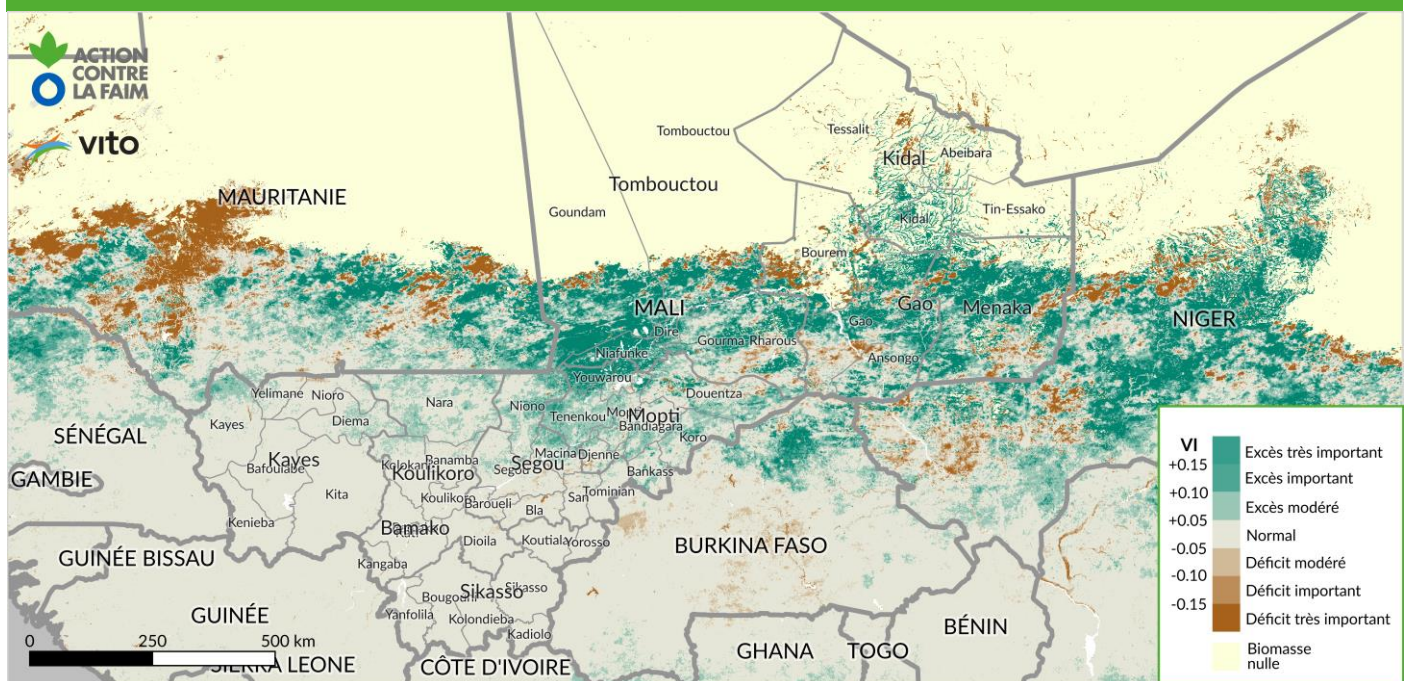 ACTION
CONTRE
LA FAIM
vito
MAURITANIE
Tombouctou
Tombouctou
Goundam
Tessalit
Kidal
Abeibara
Kidal
Tin-Essako
Bourem
MALI
Gao
Menaka
NIGER
Gao
Dire
Gourma-Rharous
Niafunke
Ansongo
Youwarou
Douentza
Yelimane
Nioro
Nara
Niono
Tenenkou
Mopti
Bandiagara
Koro
Kayes
Diema
SÉNÉGAL
Kayes
Bafoulabe
Banamba
Kolokani
Koulikoro
Macina
Djenne
Segou
Segou
Bankass
GAMBIE
Kita
Koulikoro
Baroueli
San
Tominian
Bla
Kenieba
Bamako
Dioila
Koutiala
Yorosso
BURKINA FASO
GUINÉE BISSAU
Kangaba
Sikasso
Sikasso
Bougouni
Yanfolila
Kolondieba
Kadiolo
GUINÉE
SIERRA LEONE
CÔTE D'IVOIRE
GHANA
TOGO
BÉNIN
0 250 500 km
VI
Excès très important
+0.15
Excès important
+0.10
Excès modéré
+0.05
Normal
-0.05
Déficit modéré
-0.10
Déficit important
-0.15
Déficit très important
Biomasse
nulle